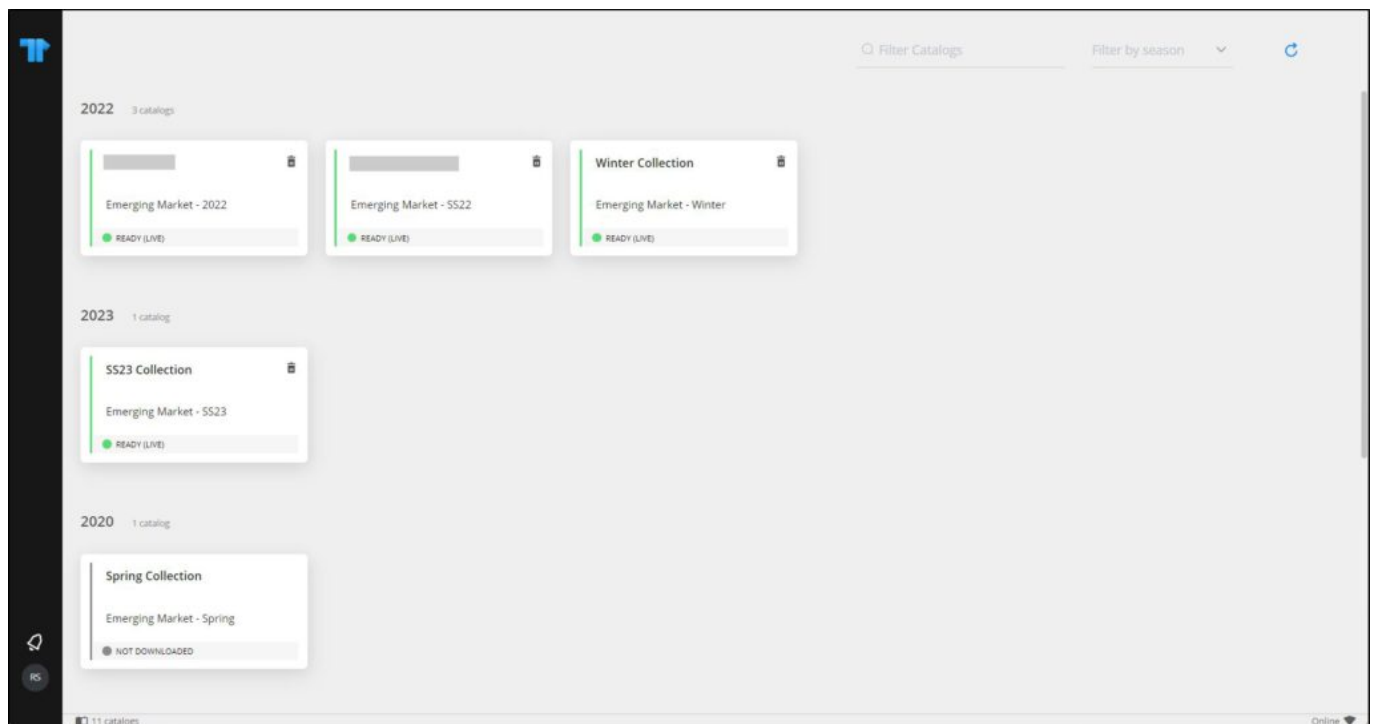 Filter Catalogs
Filter by season
2022 3 catalogs
Winter Collection
Emerging Market - 2022
Emerging Market - SS22
Emerging Market - Winter
READY (LIVE)
READY (LIVE)
READY (LIVE)
2023 1 catalog
SS23 Collection
Emerging Market - SS23
READY (LIVE)
2020 1 catalog
Spring Collection
Emerging Market - Spring
NOT DOWNLOADED
RS
11 catalogs
Online